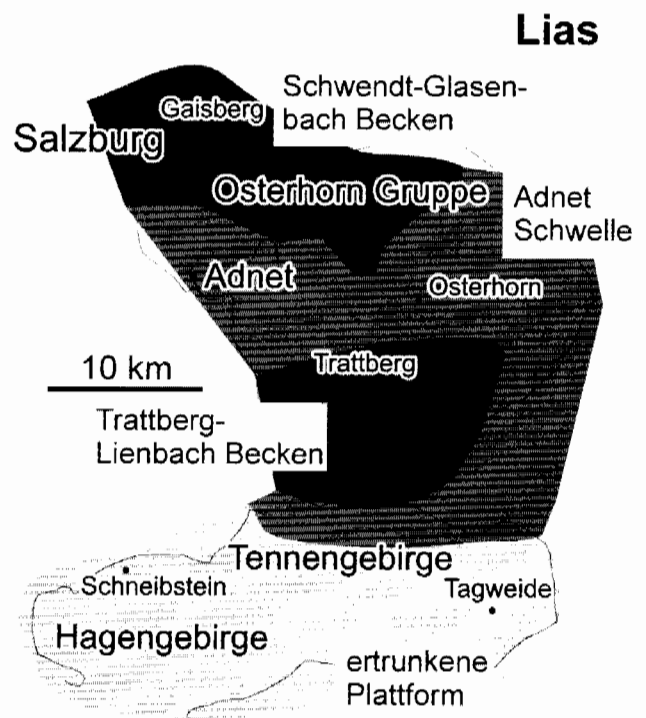 Lias
Schwendt-Glasen-
bach Becken
Gaisberg
Salzburg
Osterhorn Gruppe
Adnet
Schwelle
Adnet
Osterhorn
Trattberg
10 km
Trattberg-
Lienbach Becken
Tennengebirge
Schneibstein
Tagweide
Hagengebirge
ertrunkene
Plattform